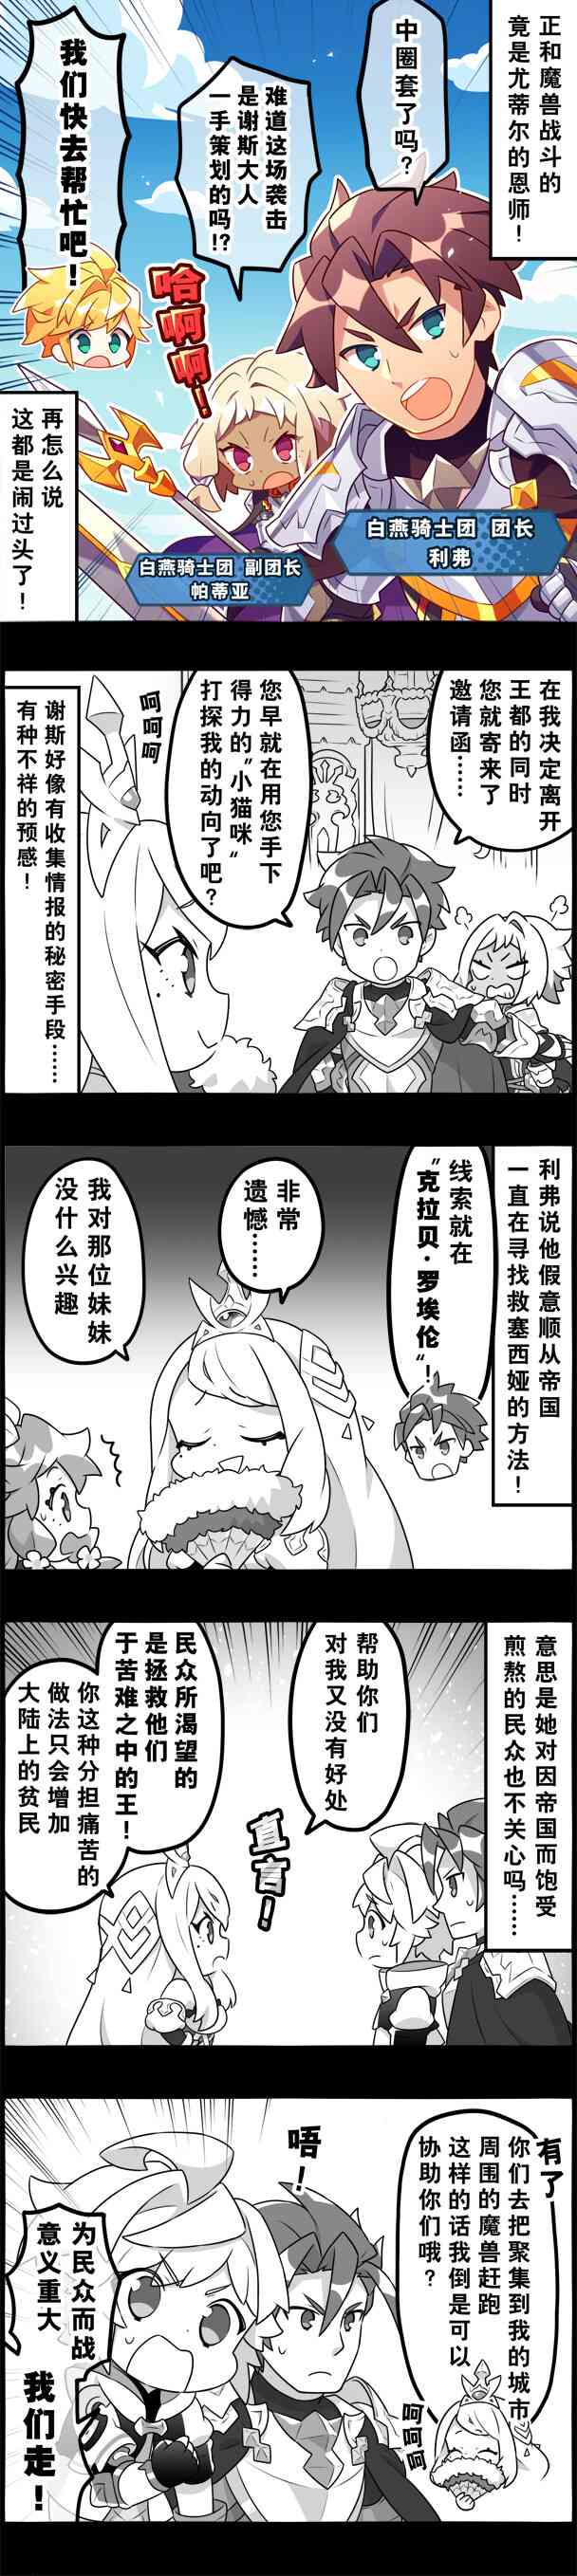 正和魔兽战斗的
竟是尤蒂尔的恩师！
中圈套了吗？
难道这场袭击
是谢斯大人
一手策划的吗!?
我们快去帮忙吧！
哈啊啊！
白燕骑士团 团长
利弗
白燕骑士团 副团长
帕蒂亚
再怎么说
这都是闹过头了！
在我决定离开
王都的同时
您就寄来了
邀请函……
您早就在用您手下
得力的“小猫咪”
打探我的动向了吧？
呵呵呵
谢斯好像有收集情报的秘密手段……
有种不祥的预感！
利弗说他假意顺从帝国
一直在寻找救塞西娅的方法！
线索就在
“克拉贝·罗埃伦”！
非常
遗憾……
我对那位妹妹
没什么兴趣
意思是她对因帝国而饱受
煎熬的民众也不关心吗……
帮助你们
对我又没有好处
民众所渴望的
是拯救他们
于苦难之中的王！
你这种分担痛苦的
做法只会增加
大陆上的贫民
直言！
有了
你们去把聚集到我的城市
周围的魔兽赶跑
这样的话我倒是可以
协助你们哦？
呵呵呵
唔！
为民众而战
意义重大
我们走！